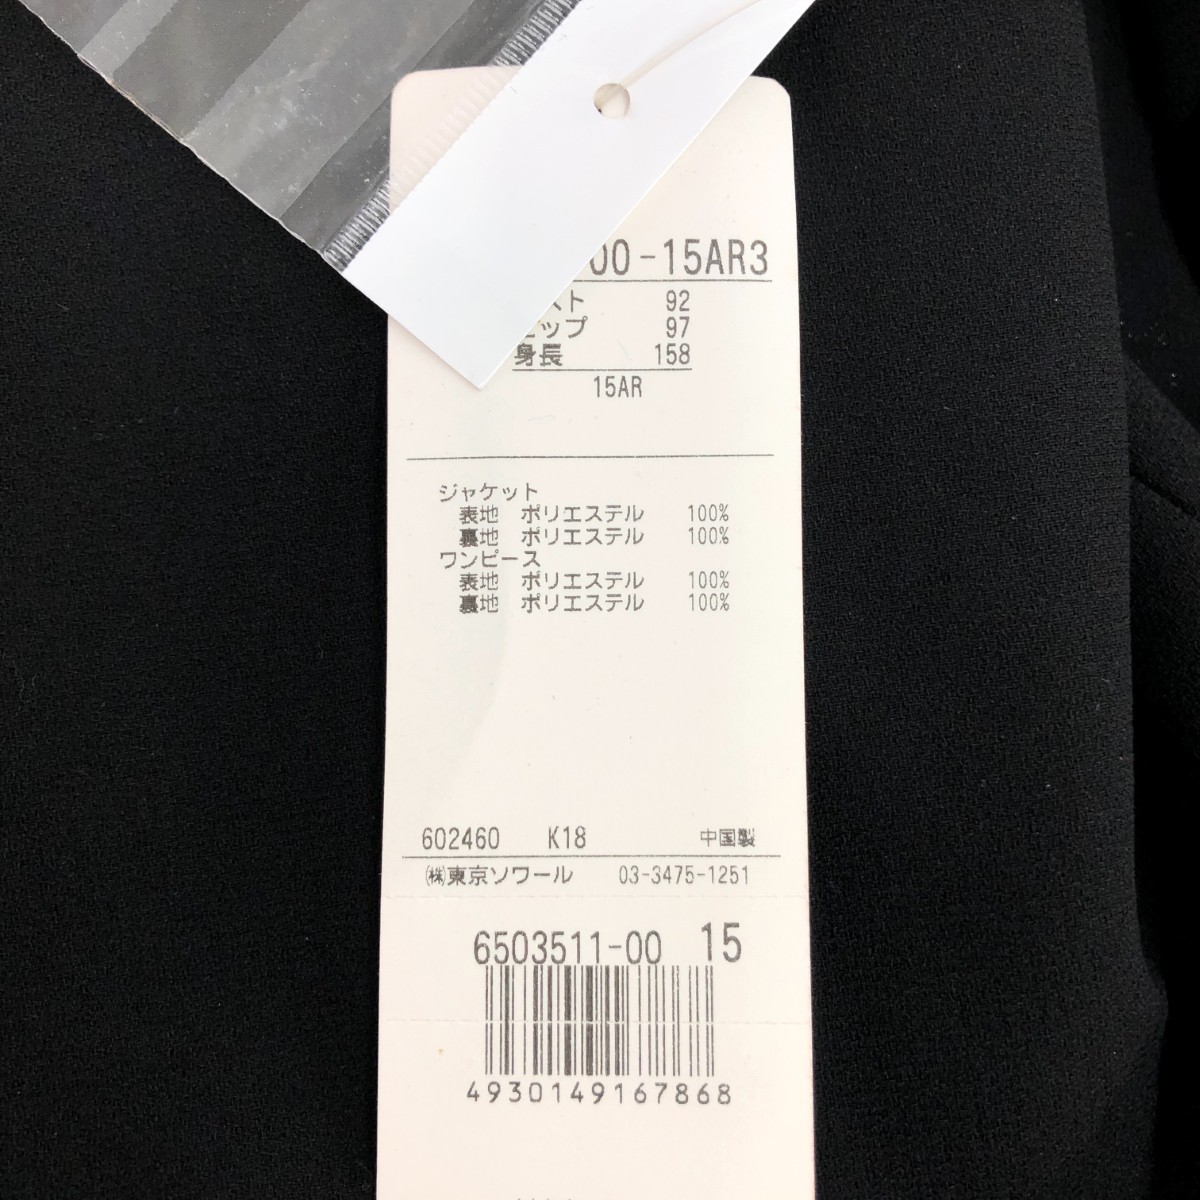 00-15AR3
スト 92
ヒップ 97
身長 158
15AR
ジャケット
表地 ポリエステル 100%
裏地 ポリエステル 100%
ワンピース
表地 ポリエステル 100%
裏地 ポリエステル 100%
602460 K18 中国製
㈱東京ソワール 03-3475-1251
6503511-00 15
4930149167868